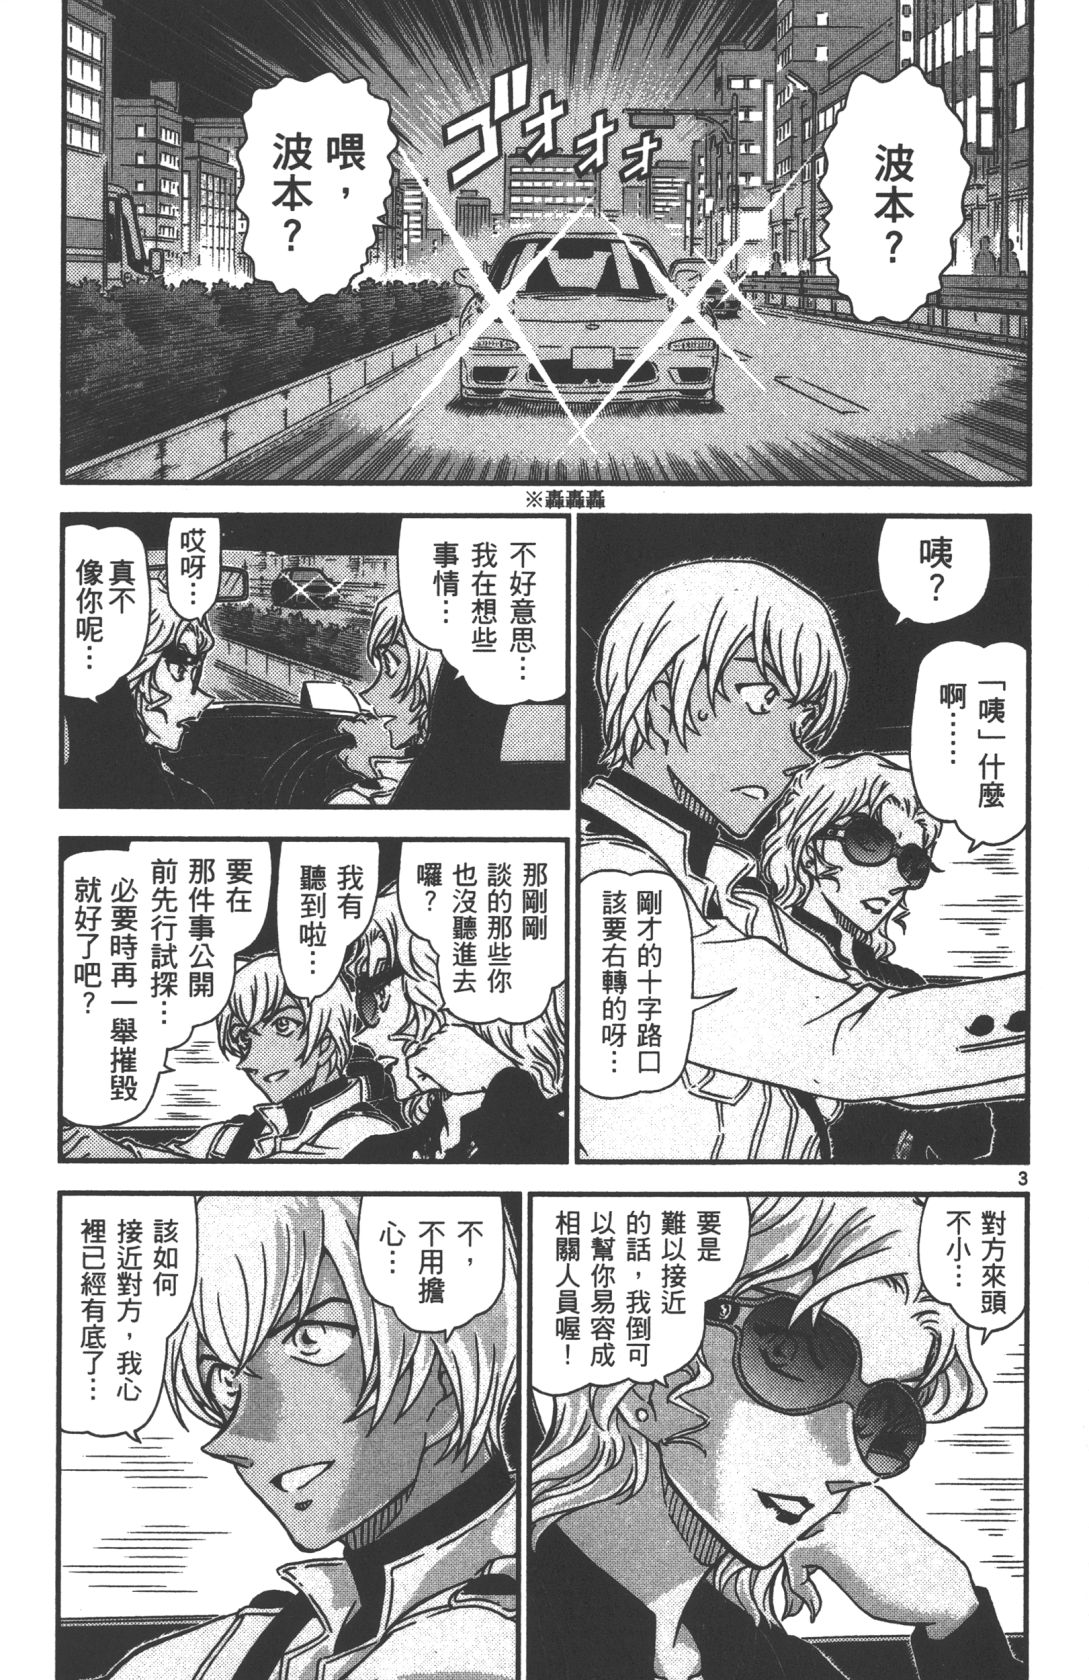 波本?
喂,
波本?
ゴオオオ
※轟轟轟
咦?
「咦」什麼
啊……
剛才的十字路口
該要右轉的呀…
不好意思…
我在想些
事情…
哎呀…
真不
像你呢…
那剛剛
談的那些你
也沒聽進去
囉?
我有
聽到啦…
要在
那件事公開
前先行試探…
必要時再一舉摧毀
就好了吧?
3
對方來頭
不小…
要是
難以接近
的話,我倒可
以幫你易容成
相關人員喔!
不,
不用擔
心…
該如何
接近對方,我心
裡已經有底了…